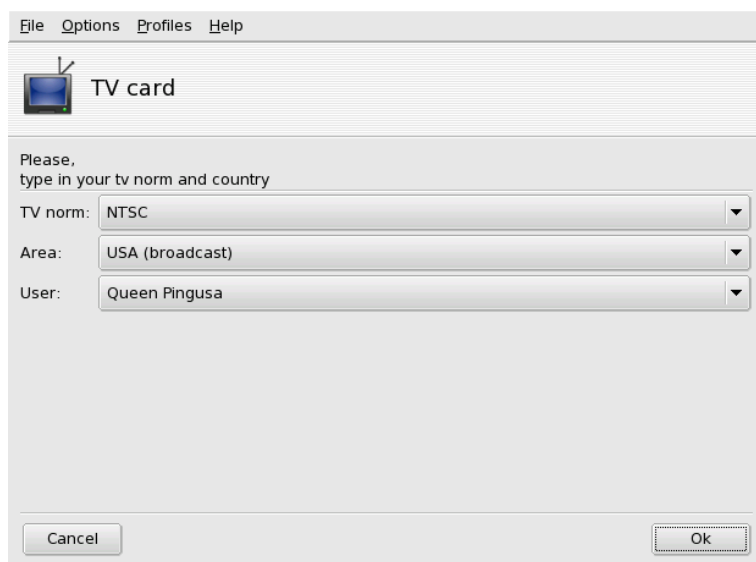 File Options Profiles Help
TV card
Please,
type in your tv norm and country
TV norm: NTSC
Area: USA (broadcast)
User: Queen Pingusa
Cancel Ok